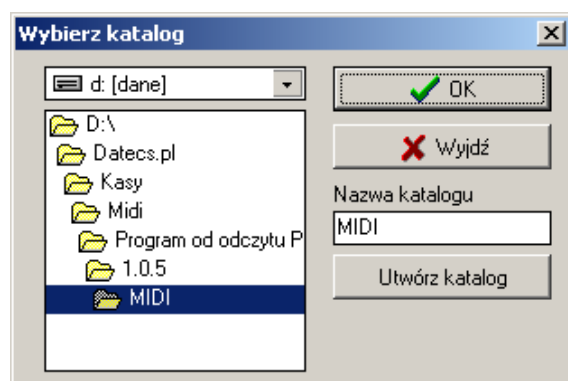 Wybierz katalog
d: [dane]
OK
D:\
Datecs.pl
Wyjdź
Kasy
Nazwa katalogu
Midi
MIDI
Program od odczytu P
1.0.5
Utwórz katalog
MIDI